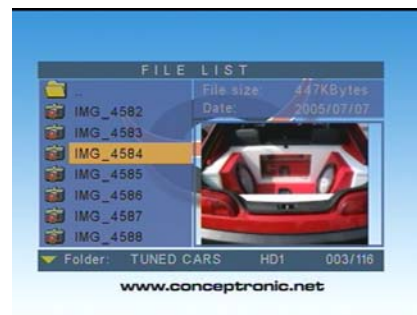 FILE LIST
..
IMG_4582
IMG_4583
IMG_4584
IMG_4585
IMG_4586
IMG_4587
IMG_4588
File size: 447KBytes
Date: 2005/07/07
Folder: TUNED CARS HD1 003/116
www.conceptronic.net